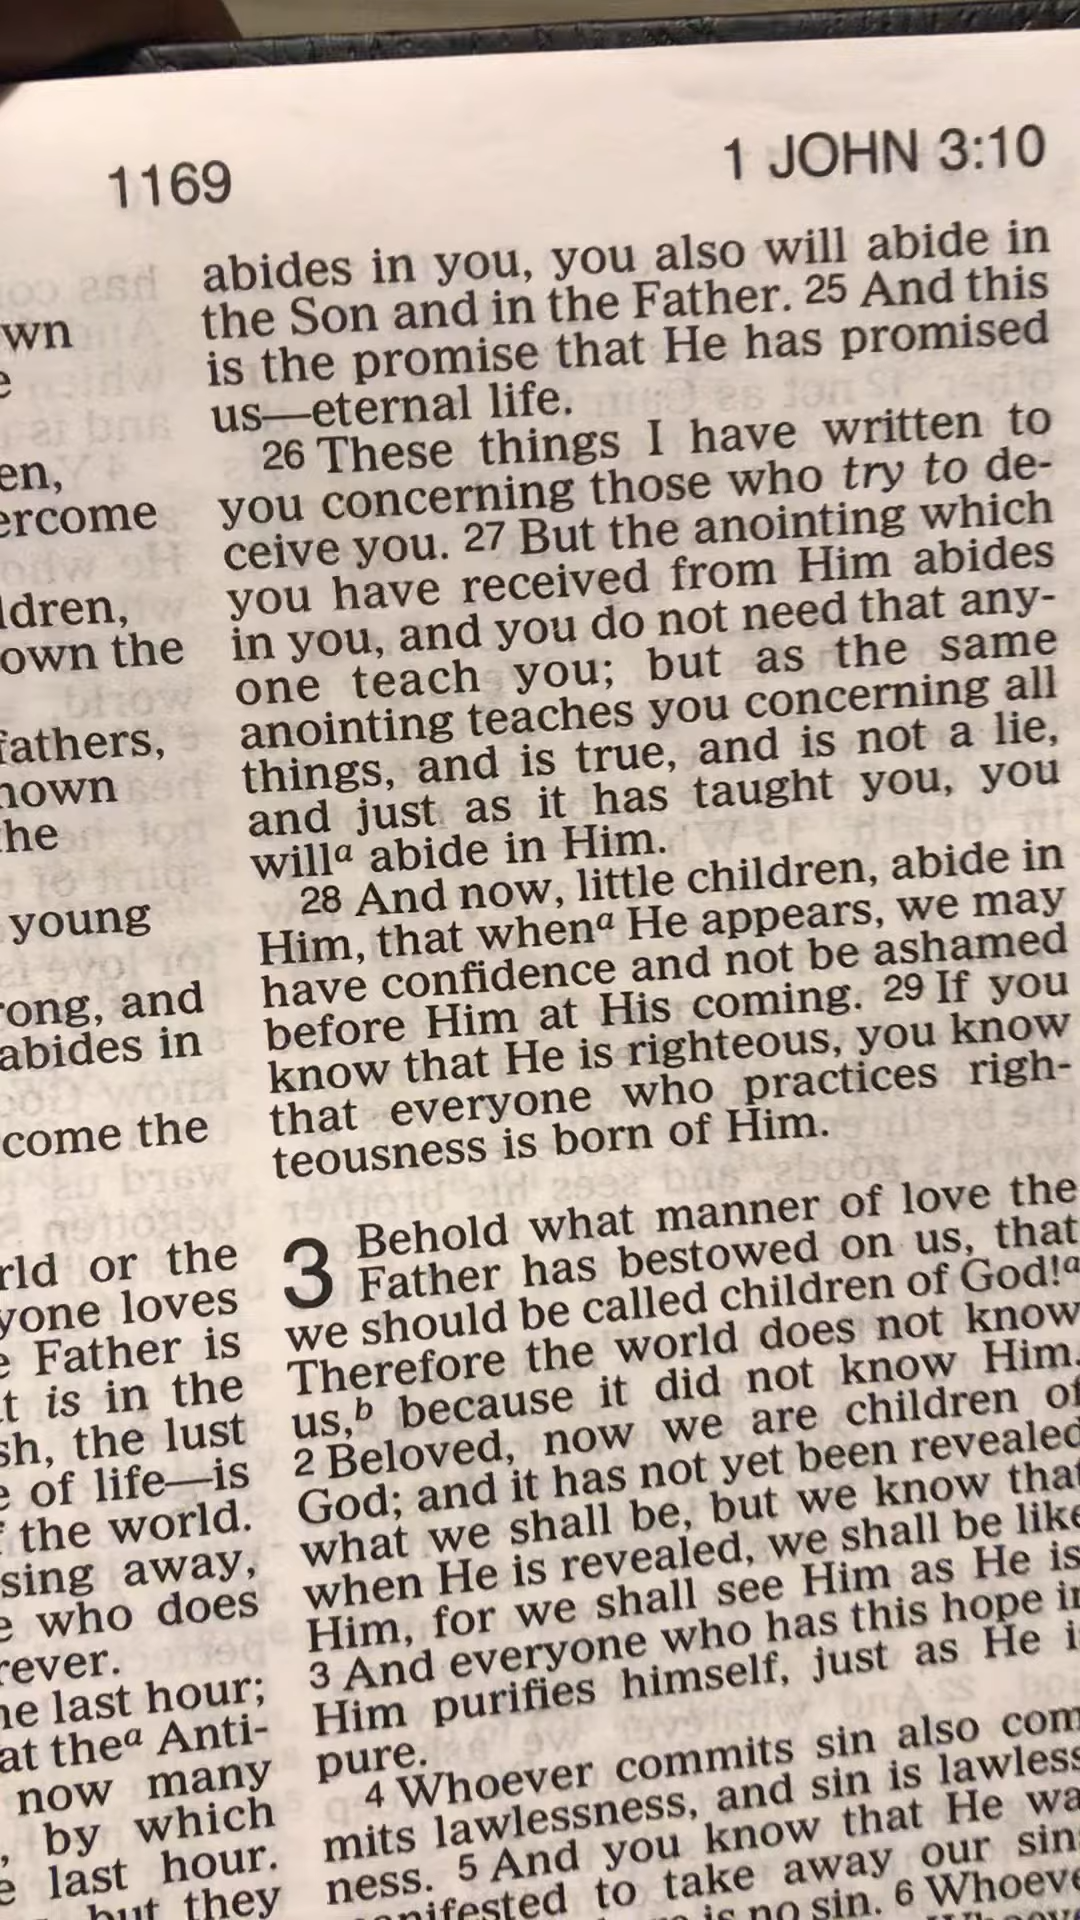 1169
1 JOHN 3:10
wn
en,
ercome
ldren,
own the
fathers,
nown
the
young
rong, and
abides in
come the
rld or the
yone loves
e Father is
t is in the
sh, the lust
e of life—is
f the world.
sing away,
e who does
rever.
he last hour;
at theᵃ Anti-
now many
, by which
e last hour.
but they
abides in you, you also will abide in
the Son and in the Father. 25 And this
is the promise that He has promised
us—eternal life.
26 These things I have written to
you concerning those who try to de-
ceive you. 27 But the anointing which
you have received from Him abides
in you, and you do not need that any-
one teach you; but as the same
anointing teaches you concerning all
things, and is true, and is not a lie,
and just as it has taught you, you
willᵃ abide in Him.
28 And now, little children, abide in
Him, that whenᵃ He appears, we may
have confidence and not be ashamed
before Him at His coming. 29 If you
know that He is righteous, you know
that everyone who practices righ-
teousness is born of Him.
3 Behold what manner of love the
Father has bestowed on us, that
we should be called children of God!ᵃ
Therefore the world does not know
us,ᵇ because it did not know Him.
2 Beloved, now we are children of
God; and it has not yet been revealed
what we shall be, but we know that
when He is revealed, we shall be like
Him, for we shall see Him as He is.
3 And everyone who has this hope in
Him purifies himself, just as He i
pure.
4 Whoever commits sin also com
mits lawlessness, and sin is lawless
ness. 5 And you know that He wa
anifested to take away our sin
is no sin. 6 Whoeve